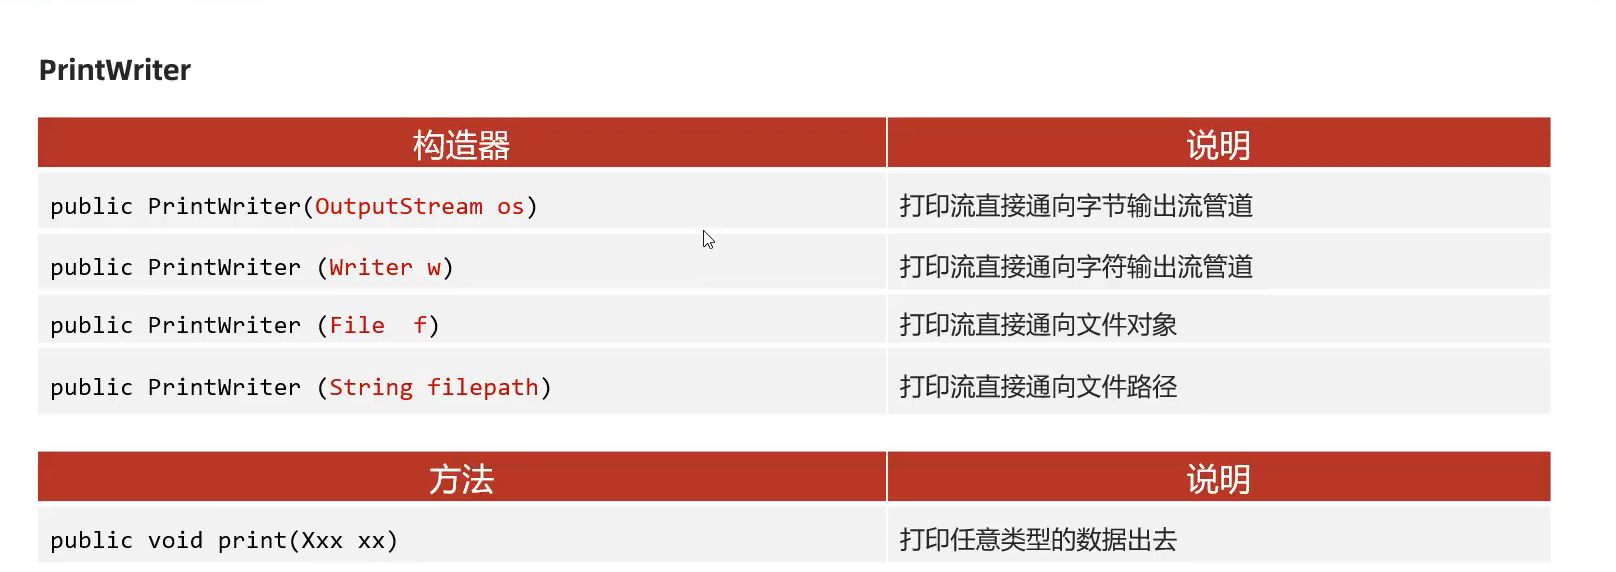 PrintWriter
构造器 说明
public PrintWriter(OutputStream os) 打印流直接通向字节输出流管道
public PrintWriter (Writer w) 打印流直接通向字符输出流管道
public PrintWriter (File  f) 打印流直接通向文件对象
public PrintWriter (String filepath) 打印流直接通向文件路径
方法 说明
public void print(Xxx xx) 打印任意类型的数据出去